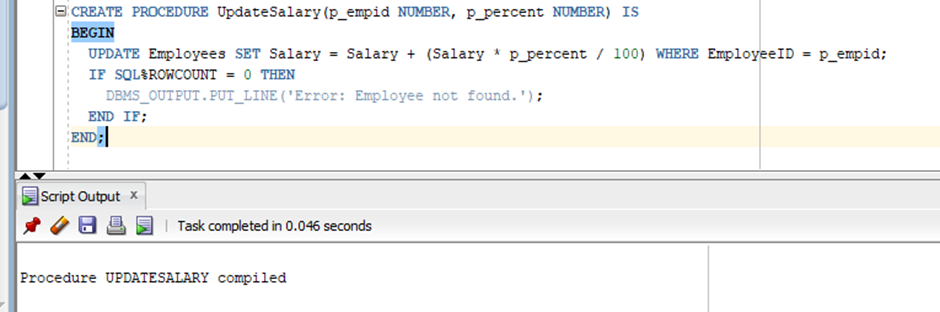 CREATE PROCEDURE UpdateSalary(p_empid NUMBER, p_percent NUMBER) IS
BEGIN
UPDATE Employees SET Salary = Salary + (Salary * p_percent / 100) WHERE EmployeeID = p_empid;
IF SQL%ROWCOUNT = 0 THEN
DBMS_OUTPUT.PUT_LINE('Error: Employee not found.');
END IF;
END;
Script Output x
Task completed in 0.046 seconds
Procedure UPDATESALARY compiled